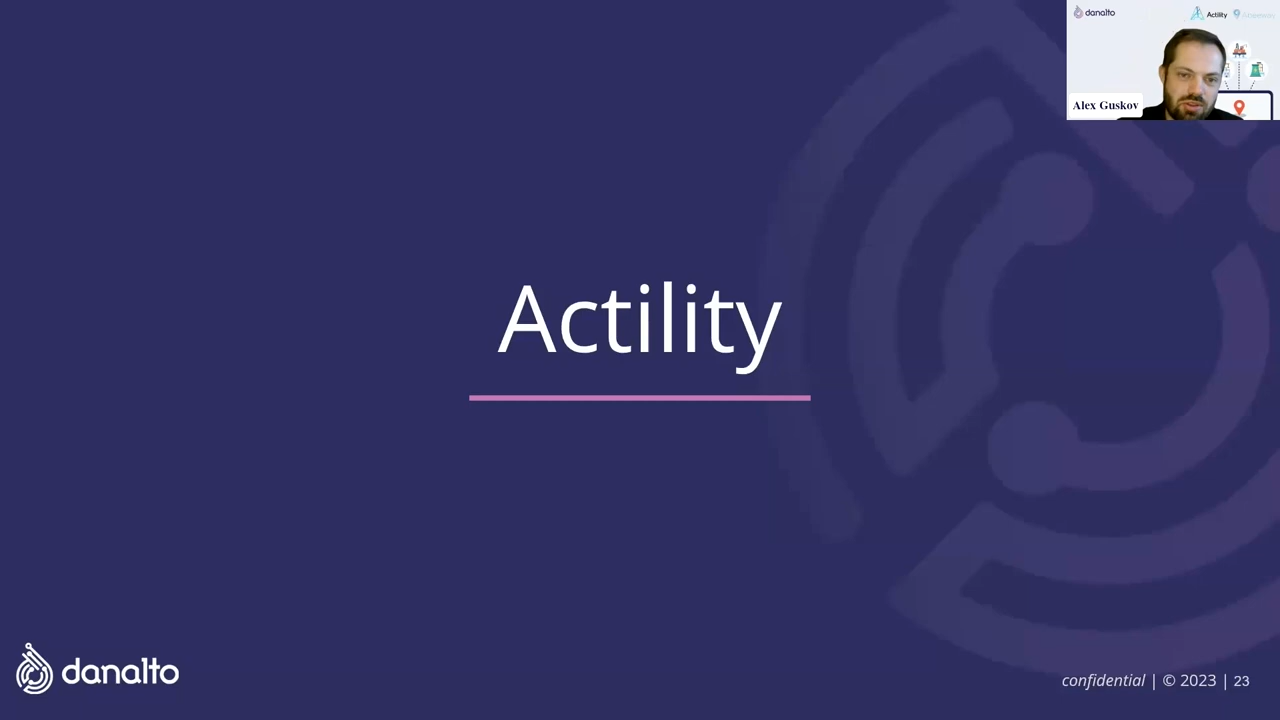 danalto
Actility
Alex Guskov
Actility
danalto
confidential | © 2023 | 23